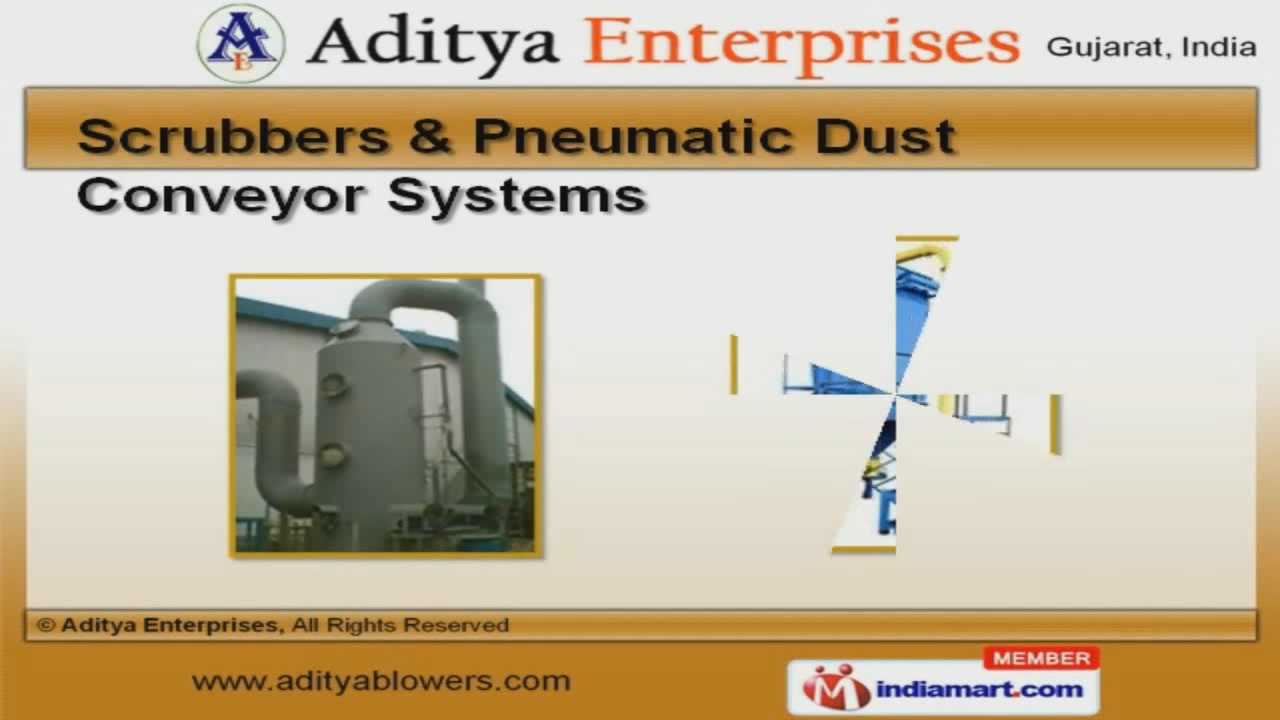 AE
Aditya Enterprises
Gujarat, India
Scrubbers & Pneumatic Dust
Conveyor Systems
© Aditya Enterprises, All Rights Reserved
www.adityablowers.com
MEMBER
indiamart.com